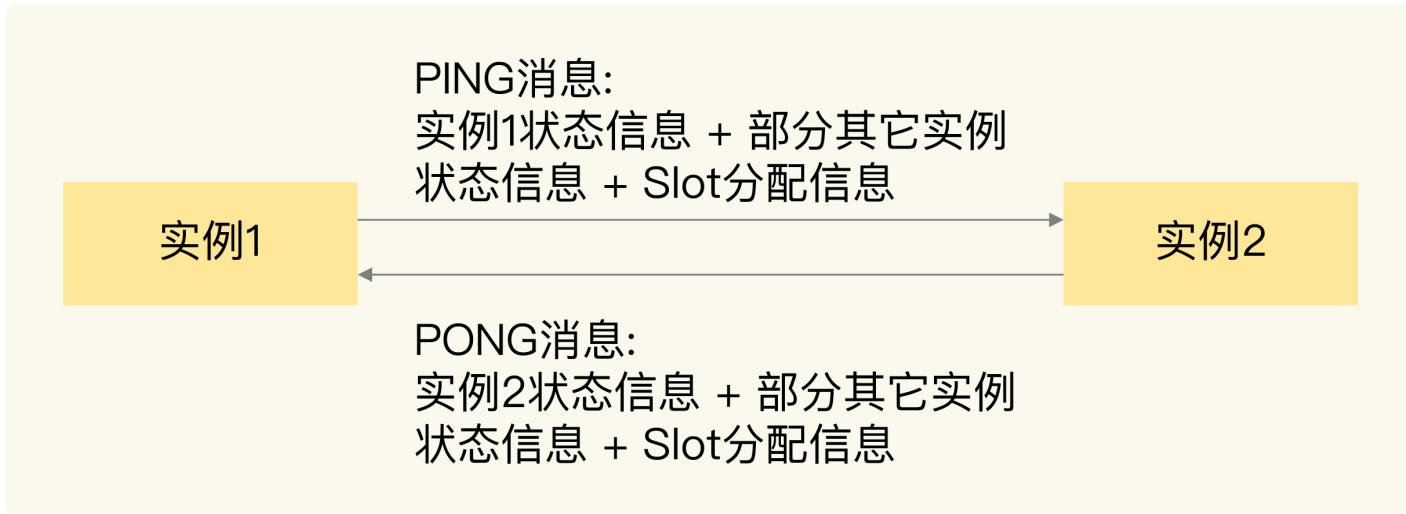 PING消息:
实例1状态信息 + 部分其它实例
状态信息 + Slot分配信息
实例1
实例2
PONG消息:
实例2状态信息 + 部分其它实例
状态信息 + Slot分配信息